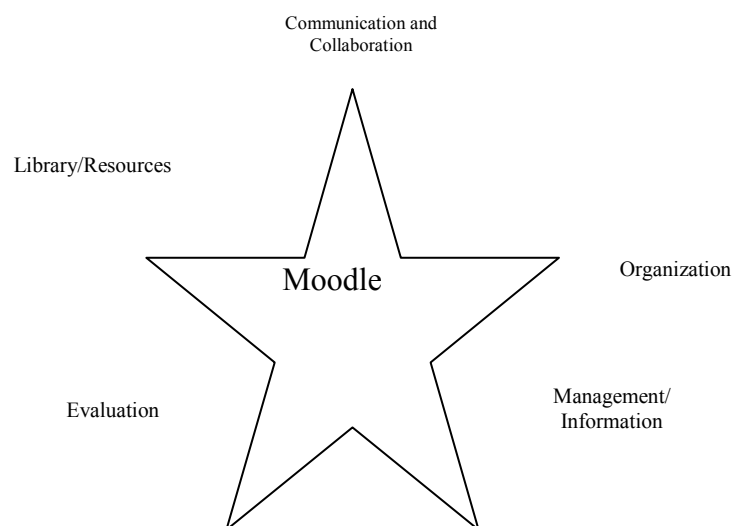 Communication and
Collaboration
Library/Resources
Moodle
Organization
Evaluation
Management/
Information